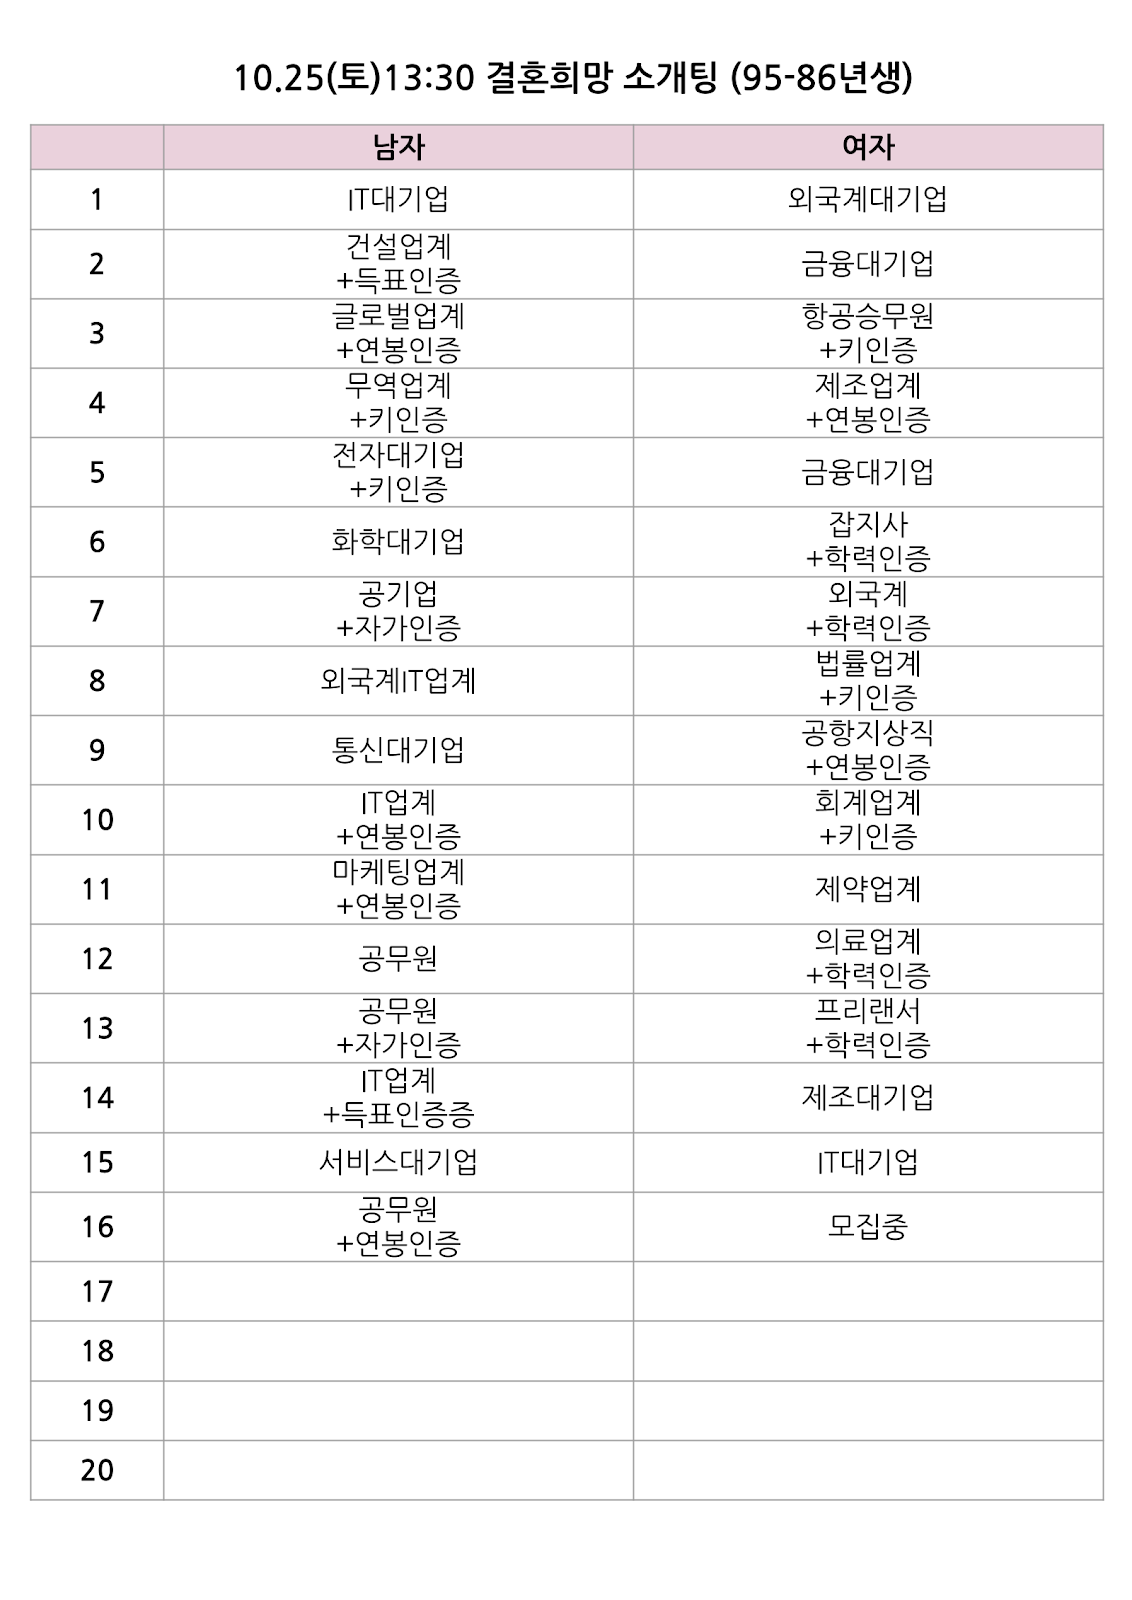 10.25(토)13:30 결혼희망 소개팅 (95-86년생)
남자 여자
1 IT대기업 외국계대기업
2 건설업계 금융대기업
+득표인증
3 글로벌업계 항공승무원
+연봉인증 +키인증
4 무역업계 제조업계
+키인증 +연봉인증
5 전자대기업 금융대기업
+키인증
6 화학대기업 잡지사
+학력인증
7 공기업 외국계
+자가인증 +학력인증
8 외국계IT업계 법률업계
+키인증
9 통신대기업 공항지상직
+연봉인증
10 IT업계 회계업계
+연봉인증 +키인증
11 마케팅업계 제약업계
+연봉인증
12 공무원 의료업계
+학력인증
13 공무원 프리랜서
+자가인증 +학력인증
14 IT업계 제조대기업
+득표인증증
15 서비스대기업 IT대기업
16 공무원 모집중
+연봉인증
17
18
19
20